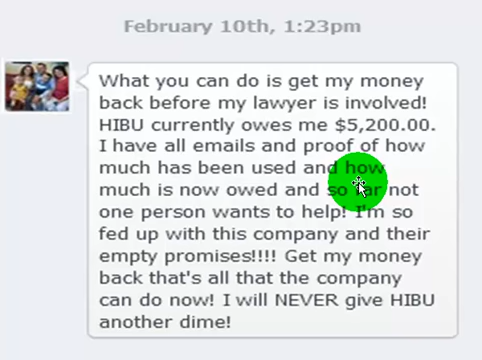 February 10th, 1:23pm
What you can do is get my money
back before my lawyer is involved!
HIBU currently owes me $5,200.00.
I have all emails and proof of how
much has been used and how
much is now owed and so far not
one person wants to help! I'm so
fed up with this company and their
empty promises!!!! Get my money
back that's all that the company
can do now! I will NEVER give HIBU
another dime!